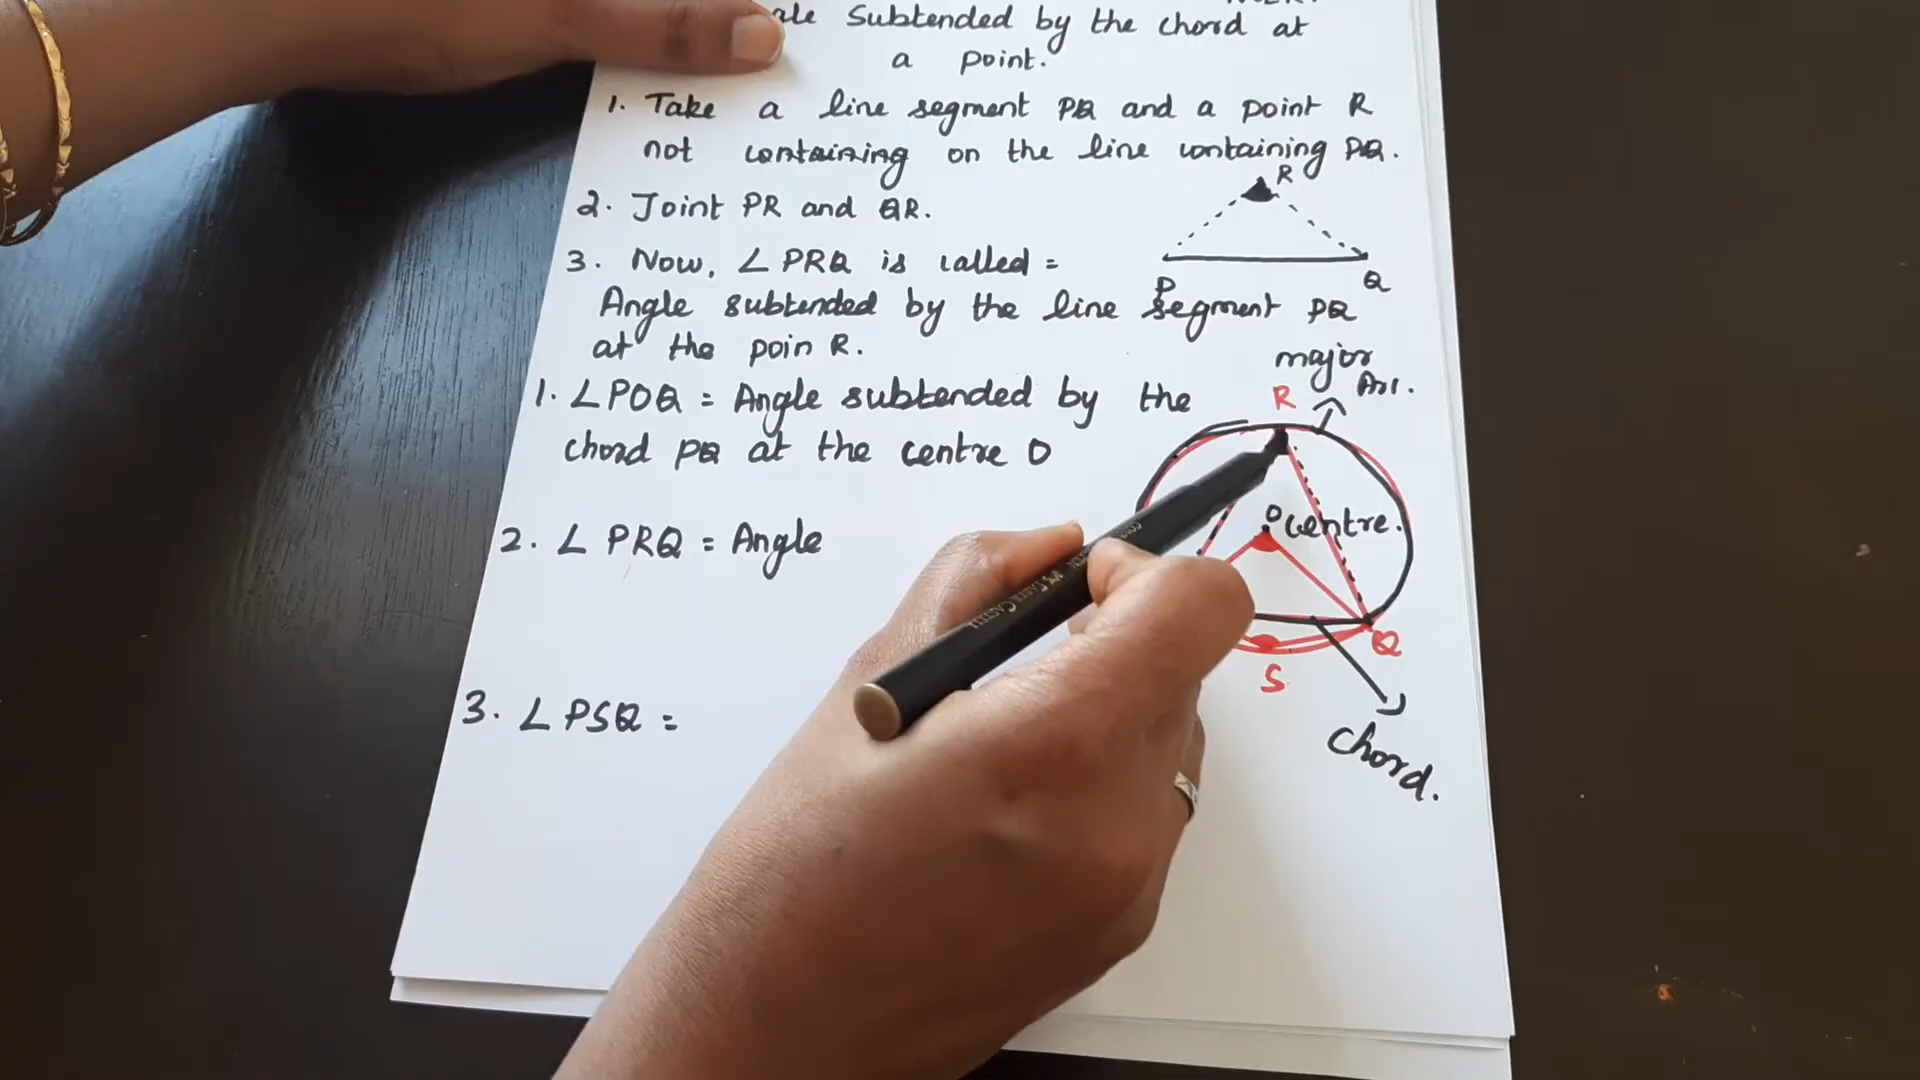 Subtended by the chord at
a point.
1. Take a line segment PQ and a point R
not containing on the line containing PQ.
R
2. Joint PR and QR.
3. Now, ∠ PRQ is called =
P
Q
Angle subtended by the line segment PQ
at the poin R.
major
Arc.
R
1. ∠POQ = Angle subtended by the
chord PQ at the centre O
O centre.
2. ∠ PRQ = Angle
Q
S
3. ∠ PSQ =
chord.